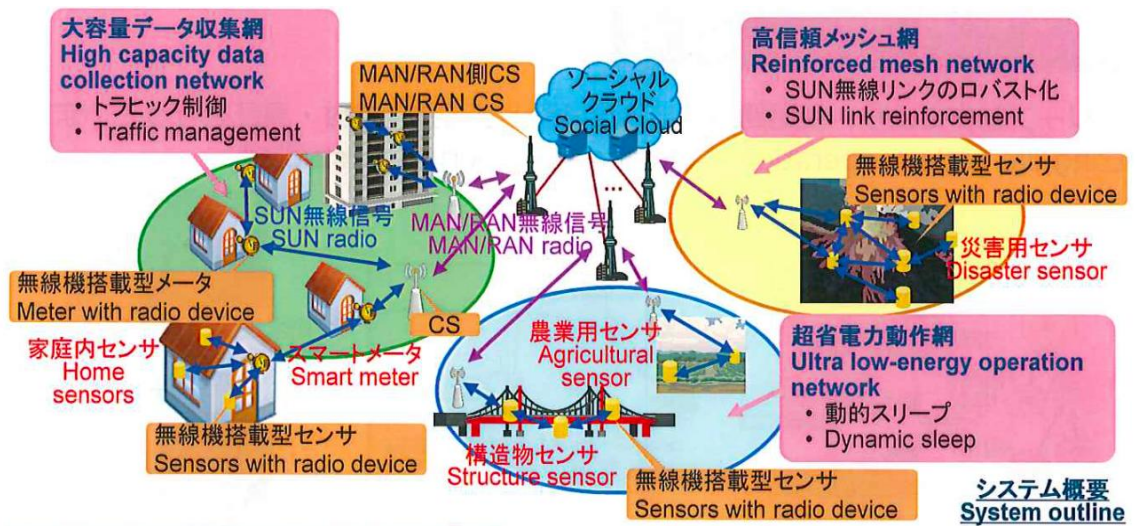 大容量データ収集網
High capacity data
collection network
• トラヒック制御
• Traffic management
MAN/RAN側CS
MAN/RAN CS
ソーシャル
クラウド
Social Cloud
高信頼メッシュ網
Reinforced mesh network
• SUN無線リンクのロバスト化
• SUN link reinforcement
無線機搭載型センサ
Sensors with radio device
災害用センサ
Disaster sensor
SUN無線信号
SUN radio
MAN/RAN無線信号
MAN/RAN radio
...
無線機搭載型メータ
Meter with radio device
CS
家庭内センサ
Home
sensors
スマートメータ
Smart meter
農業用センサ
Agricultural
sensor
超省電力動作網
Ultra low-energy operation
network
• 動的スリープ
• Dynamic sleep
無線機搭載型センサ
Sensors with radio device
構造物センサ
Structure sensor
無線機搭載型センサ
Sensors with radio device
システム概要
System outline